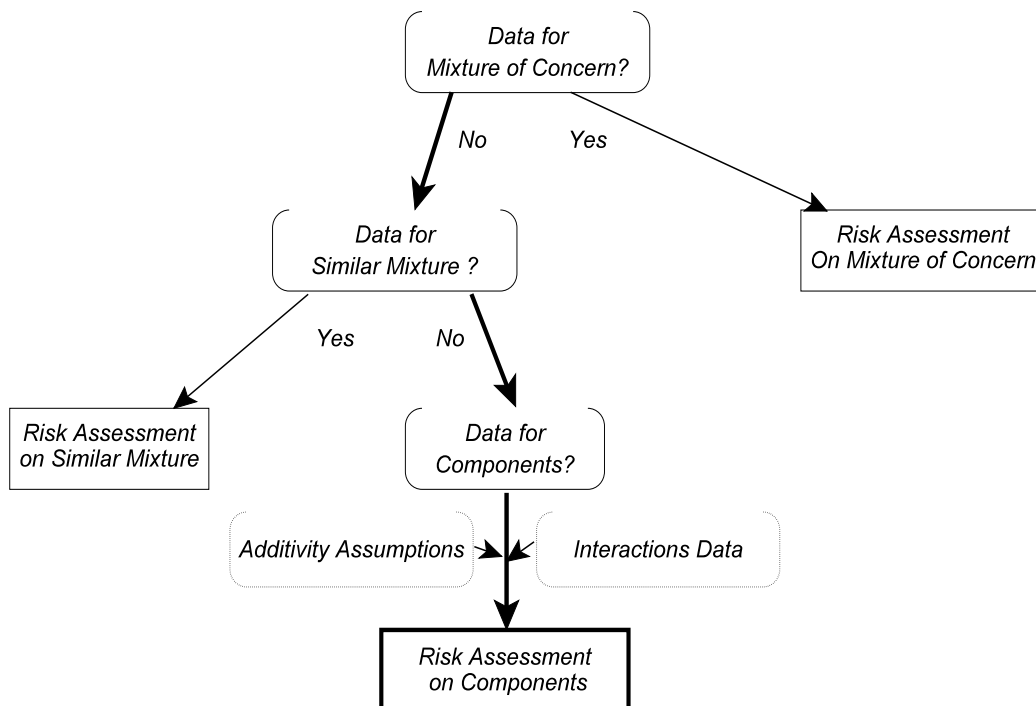 Data for
Mixture of Concern?
No
Yes
Data for
Similar Mixture ?
Risk Assessment
On Mixture of Concern
Yes
No
Risk Assessment
on Similar Mixture
Data for
Components?
Additivity Assumptions
Interactions Data
Risk Assessment
on Components